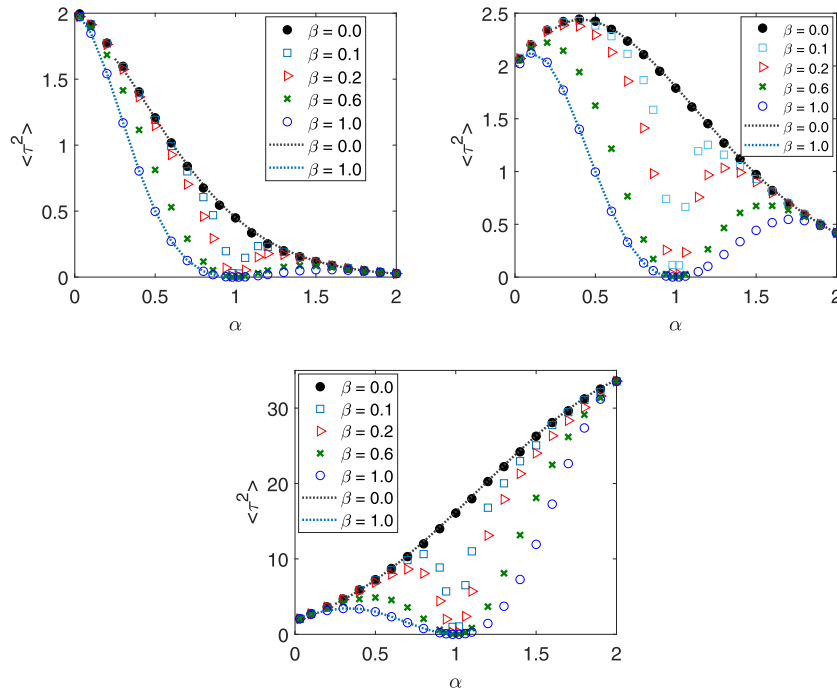 2
1.5
1
0.5
0
<τ²>
0
0.5
1
1.5
2
α
β = 0.0
β = 0.1
β = 0.2
β = 0.6
β = 1.0
β = 0.0
β = 1.0
2.5
2
1.5
1
0.5
0
<τ²>
0
0.5
1
1.5
2
α
β = 0.0
β = 0.1
β = 0.2
β = 0.6
β = 1.0
β = 0.0
β = 1.0
30
20
10
0
<τ²>
0
0.5
1
1.5
2
α
β = 0.0
β = 0.1
β = 0.2
β = 0.6
β = 1.0
β = 0.0
β = 1.0